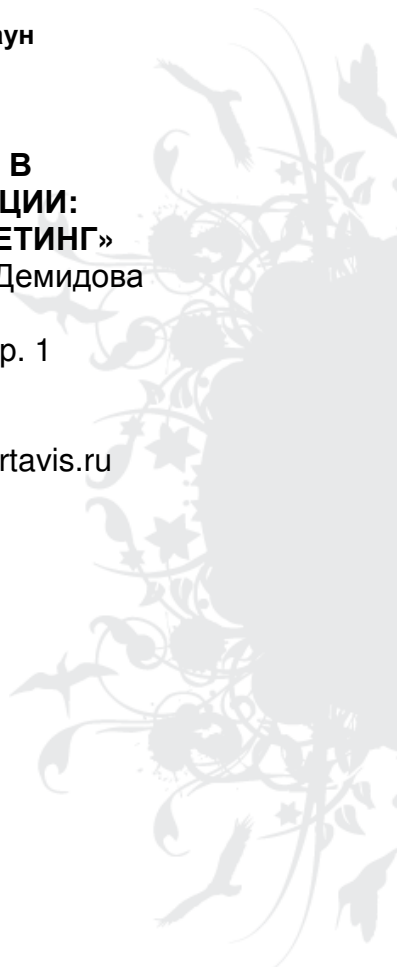 аун
В
ЦИИ:
ЕТИНГ»
Демидова
р. 1
rtavis.ru